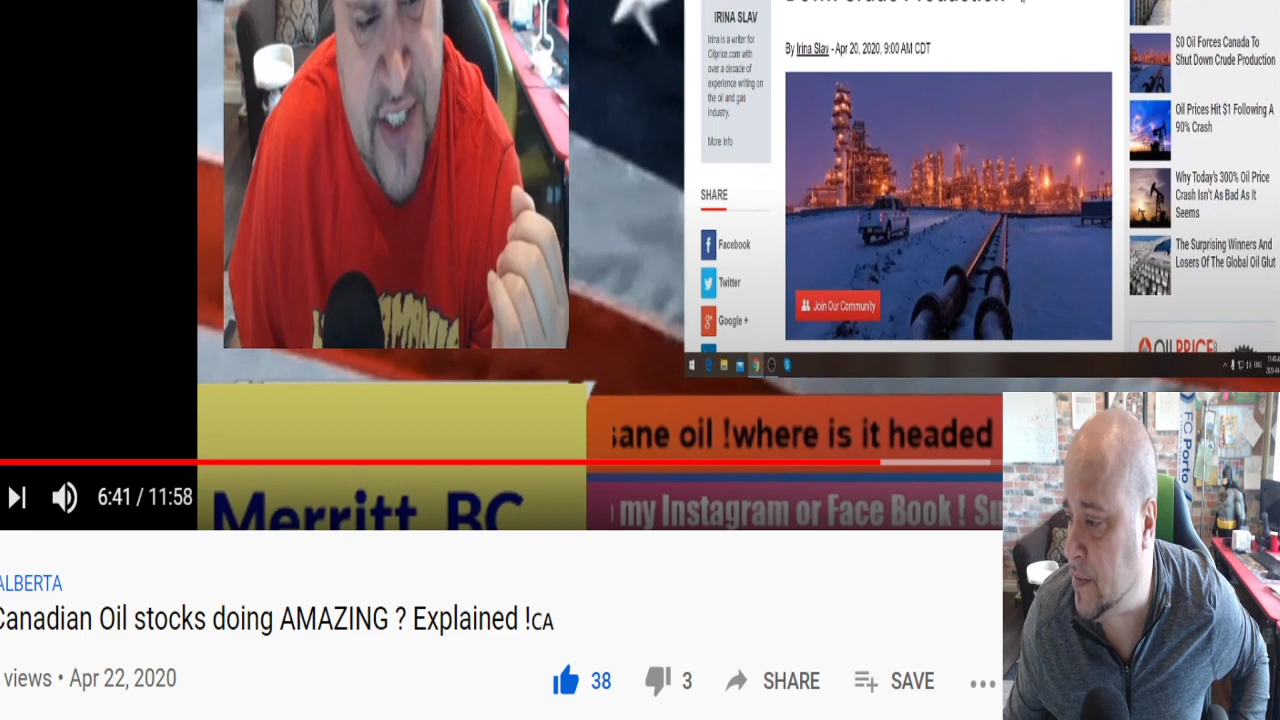 Down Crude Production
IRINA SLAV
Irina is a writer for
Oilprice.com with
over a decade of
experience writing on
the oil and gas
industry.
More Info
By Irina Slav - Apr 20, 2020, 9:00 AM CDT
SHARE
Facebook
Twitter
Google +
Join Our Community
$0 Oil Forces Canada To
Shut Down Crude Production
Oil Prices Hit $1 Following A
90% Crash
Why Today's 300% Oil Price
Crash Isn't As Bad As It
Seems
The Surprising Winners And
Losers Of The Global Oil Glut
OILPRICE
sane oil !where is it headed
my Instagram or Face Book ! Su
Merritt, BC
6:41 / 11:58
FC Porto
ALBERTA
Canadian Oil stocks doing AMAZING ? Explained !CA
views • Apr 22, 2020
38
3
SHARE
SAVE